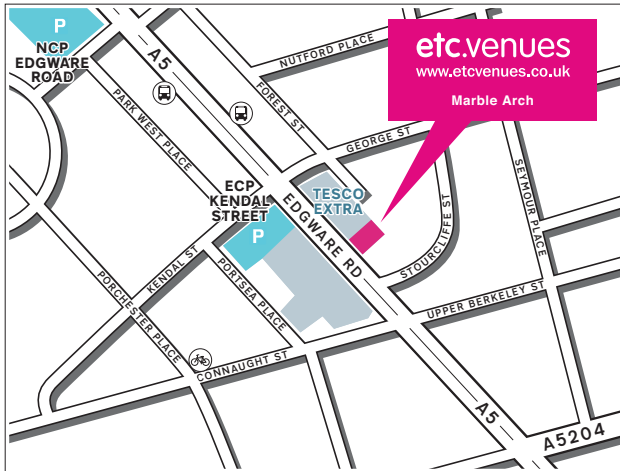 P
NCP
EDGWARE
ROAD
A5
NUTFORD PLACE
etc.venues
www.etcvenues.co.uk
Marble Arch
PARK WEST PLACE
FORREST ST
GEORGE ST
SEYMOUR PLACE
ECP
KENDAL
STREET
P
TESCO
EXTRA
EDGWARE RD
STOURCLIFFE ST
KENDAL ST
PORTSEA PLACE
PORCHESTER PLACE
UPPER BERKELEY ST
CONNAUGHT ST
A5
A5204